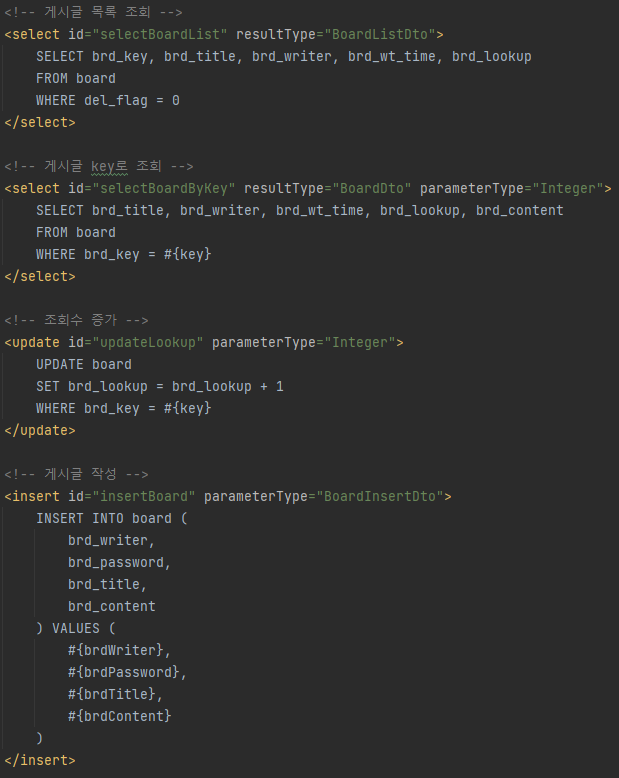 <!-- 게시글 목록 조회 -->
<select id="selectBoardList" resultType="BoardListDto">
    SELECT brd_key, brd_title, brd_writer, brd_wt_time, brd_lookup
    FROM board
    WHERE del_flag = 0
</select>

<!-- 게시글 key로 조회 -->
<select id="selectBoardByKey" resultType="BoardDto" parameterType="Integer">
    SELECT brd_title, brd_writer, brd_wt_time, brd_lookup, brd_content
    FROM board
    WHERE brd_key = #{key}
</select>

<!-- 조회수 증가 -->
<update id="updateLookup" parameterType="Integer">
    UPDATE board
    SET brd_lookup = brd_lookup + 1
    WHERE brd_key = #{key}
</update>

<!-- 게시글 작성 -->
<insert id="insertBoard" parameterType="BoardInsertDto">
    INSERT INTO board (
        brd_writer,
        brd_password,
        brd_title,
        brd_content
    ) VALUES (
        #{brdWriter},
        #{brdPassword},
        #{brdTitle},
        #{brdContent}
    )
</insert>